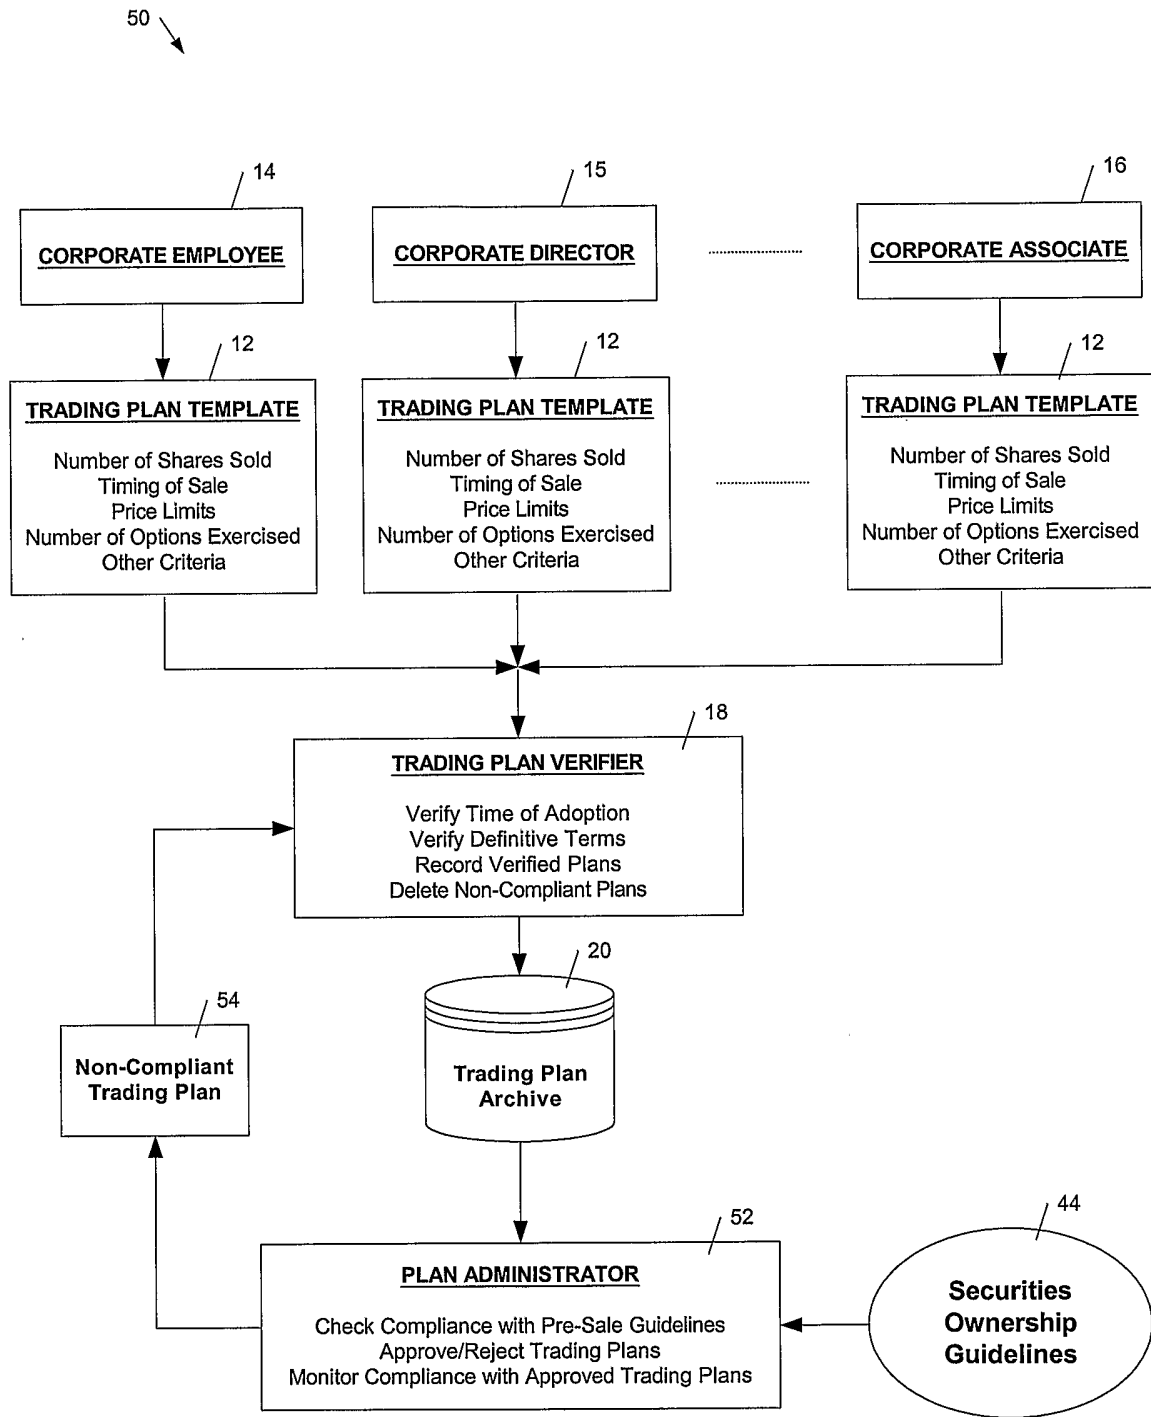 50
14
15
16
CORPORATE EMPLOYEE
CORPORATE DIRECTOR
CORPORATE ASSOCIATE
12
12
12
TRADING PLAN TEMPLATE
Number of Shares Sold
Timing of Sale
Price Limits
Number of Options Exercised
Other Criteria
TRADING PLAN TEMPLATE
Number of Shares Sold
Timing of Sale
Price Limits
Number of Options Exercised
Other Criteria
TRADING PLAN TEMPLATE
Number of Shares Sold
Timing of Sale
Price Limits
Number of Options Exercised
Other Criteria
18
TRADING PLAN VERIFIER
Verify Time of Adoption
Verify Definitive Terms
Record Verified Plans
Delete Non-Compliant Plans
20
Trading Plan
Archive
54
Non-Compliant
Trading Plan
52
PLAN ADMINISTRATOR
Check Compliance with Pre-Sale Guidelines
Approve/Reject Trading Plans
Monitor Compliance with Approved Trading Plans
44
Securities
Ownership
Guidelines